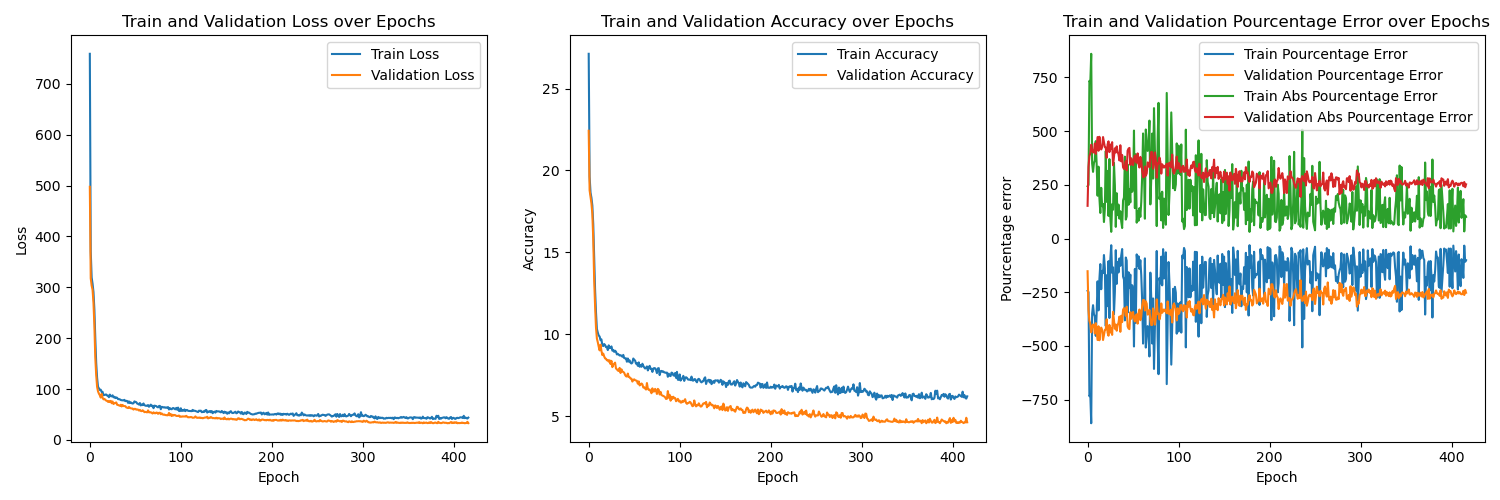 Train and Validation Loss over Epochs
Train Loss
Validation Loss
700
600
500
400
300
200
100
0
Loss
0 100 200 300 400
Epoch
Train and Validation Accuracy over Epochs
Train Accuracy
Validation Accuracy
25
20
15
10
5
Accuracy
0 100 200 300 400
Epoch
Train and Validation Pourcentage Error over Epochs
Train Pourcentage Error
Validation Pourcentage Error
Train Abs Pourcentage Error
Validation Abs Pourcentage Error
750
500
250
0
−250
−500
−750
Pourcentage error
0 100 200 300 400
Epoch